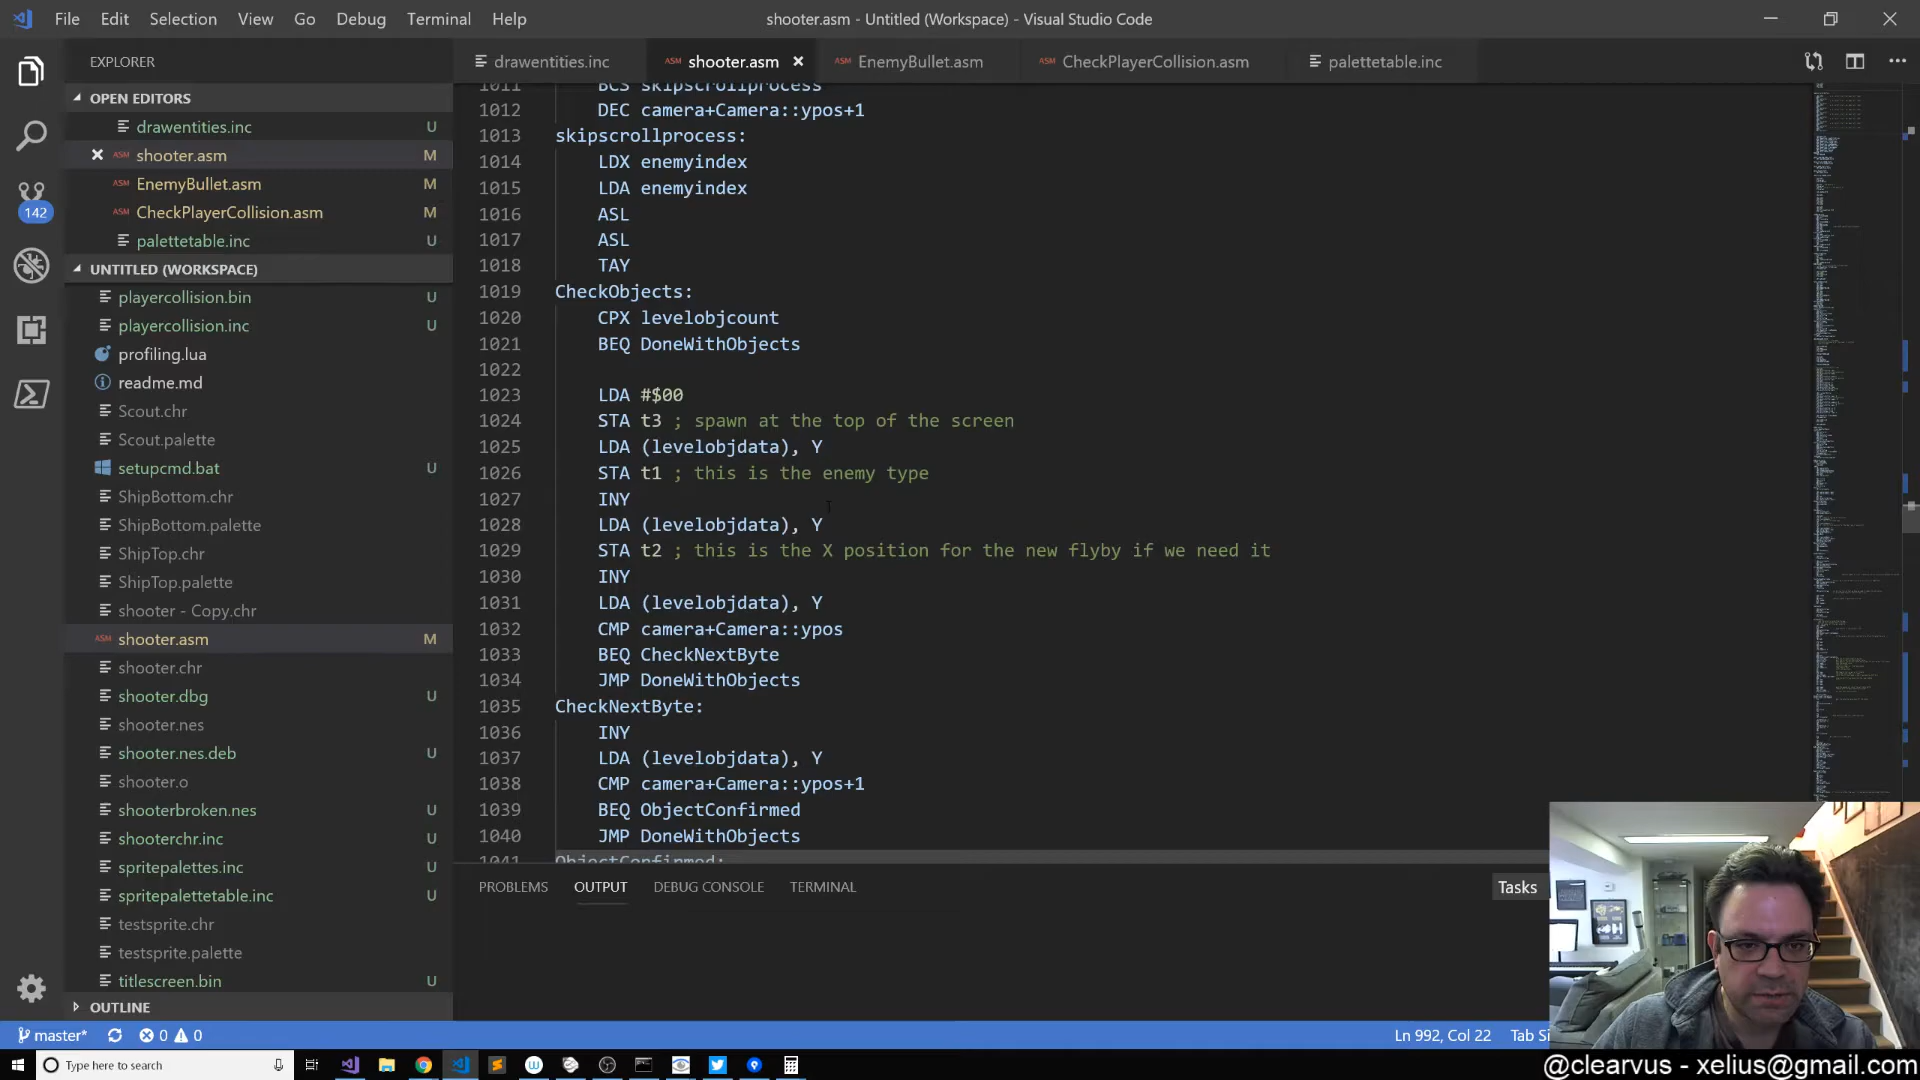 File Edit Selection View Go Debug Terminal Help
shooter.asm - Untitled (Workspace) - Visual Studio Code
EXPLORER
OPEN EDITORS
drawentities.inc U
ASM shooter.asm M
ASM EnemyBullet.asm M
ASM CheckPlayerCollision.asm M
palettetable.inc U
142
UNTITLED (WORKSPACE)
playercollision.bin U
playercollision.inc U
profiling.lua
readme.md
Scout.chr
Scout.palette
setupcmd.bat U
ShipBottom.chr
ShipBottom.palette
ShipTop.chr
ShipTop.palette
shooter - Copy.chr
ASM shooter.asm M
shooter.chr
shooter.dbg U
shooter.nes
shooter.nes.deb U
shooter.o
shooterbroken.nes U
shooterchr.inc U
spritepalettes.inc U
spritepalettetable.inc U
testsprite.chr
testsprite.palette
titlescreen.bin U
OUTLINE
drawentities.inc ASM shooter.asm ASM EnemyBullet.asm ASM CheckPlayerCollision.asm palettetable.inc
1011 BCS skipscrollprocess
1012 DEC camera+Camera::ypos+1
1013 skipscrollprocess:
1014 LDX enemyindex
1015 LDA enemyindex
1016 ASL
1017 ASL
1018 TAY
1019 CheckObjects:
1020 CPX levelobjcount
1021 BEQ DoneWithObjects
1022
1023 LDA #$00
1024 STA t3 ; spawn at the top of the screen
1025 LDA (levelobjdata), Y
1026 STA t1 ; this is the enemy type
1027 INY
1028 LDA (levelobjdata), Y
1029 STA t2 ; this is the X position for the new flyby if we need it
1030 INY
1031 LDA (levelobjdata), Y
1032 CMP camera+Camera::ypos
1033 BEQ CheckNextByte
1034 JMP DoneWithObjects
1035 CheckNextByte:
1036 INY
1037 LDA (levelobjdata), Y
1038 CMP camera+Camera::ypos+1
1039 BEQ ObjectConfirmed
1040 JMP DoneWithObjects
1041 ObjectConfirmed:
PROBLEMS OUTPUT DEBUG CONSOLE TERMINAL
Tasks
master* 0 0
Ln 992, Col 22 Tab Si
Type here to search
@clearvus - xelius@gmail.com